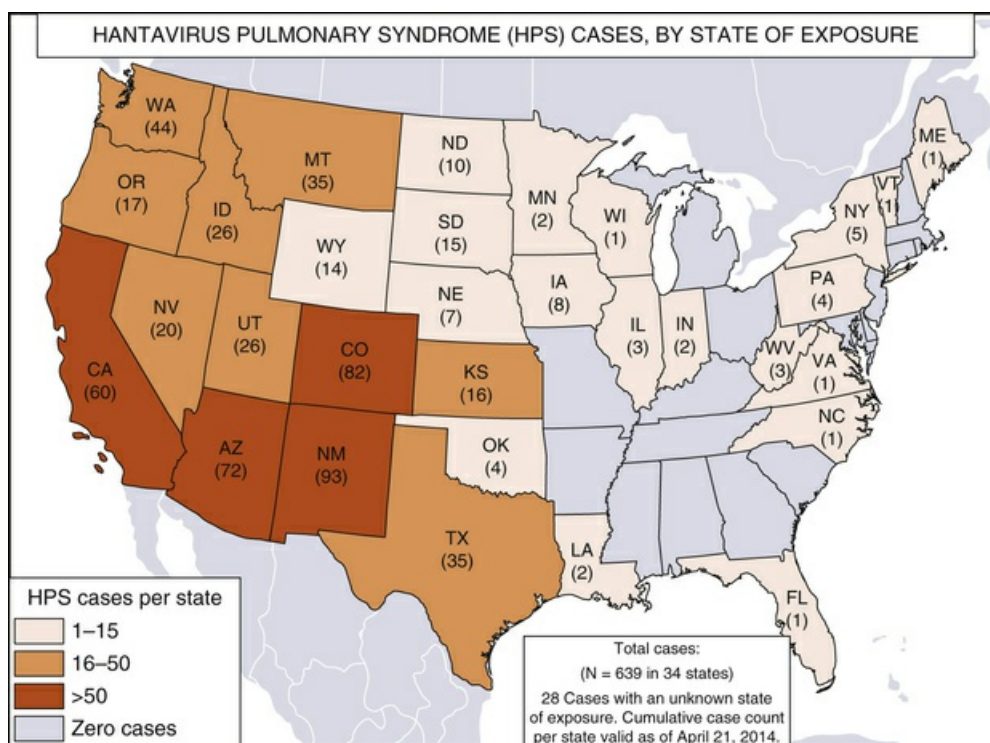 HANTAVIRUS PULMONARY SYNDROME (HPS) CASES, BY STATE OF EXPOSURE
WA
(44)
OR
(17)
ID
(26)
MT
(35)
WY
(14)
ND
(10)
SD
(15)
NE
(7)
MN
(2)
WI
(1)
IA
(8)
IL
(3)
IN
(2)
ME
(1)
VT
(1)
NY
(5)
PA
(4)
WV
(3)
VA
(1)
NC
(1)
CA
(60)
NV
(20)
UT
(26)
CO
(82)
KS
(16)
AZ
(72)
NM
(93)
OK
(4)
TX
(35)
LA
(2)
FL
(1)
HPS cases per state
1–15
16–50
>50
Zero cases
Total cases:
(N = 639 in 34 states)
28 Cases with an unknown state
of exposure. Cumulative case count
per state valid as of April 21, 2014.